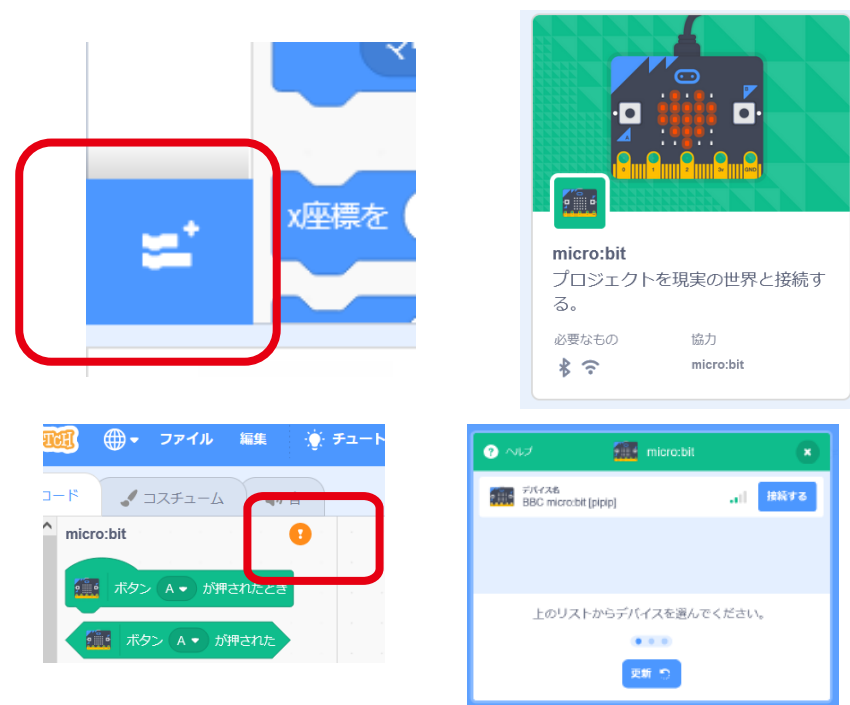 x座標を
micro:bit
プロジェクトを現実の世界と接続す
る。
必要なもの
協力
micro:bit
ファイル
編集
チュート
コード
コスチューム
micro:bit
ボタン A が押されたとき
ボタン A が押された
ヘルプ
micro:bit
デバイス名
BBC micro:bit [pipip]
接続する
上のリストからデバイスを選んでください。
更新